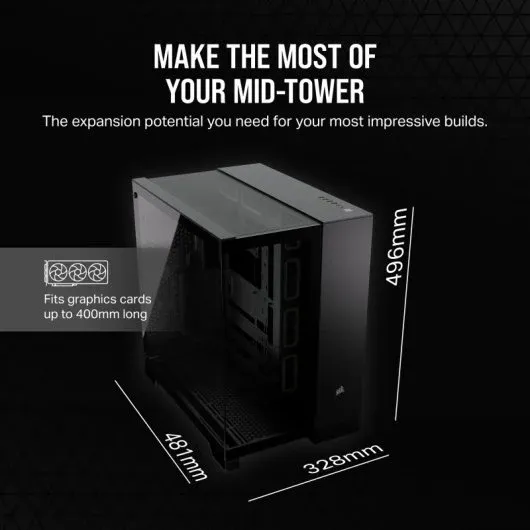 MAKE THE MOST OF
YOUR MID-TOWER
The expansion potential you need for your most impressive builds.
496mm
Fits graphics cards
up to 400mm long
481mm
328mm